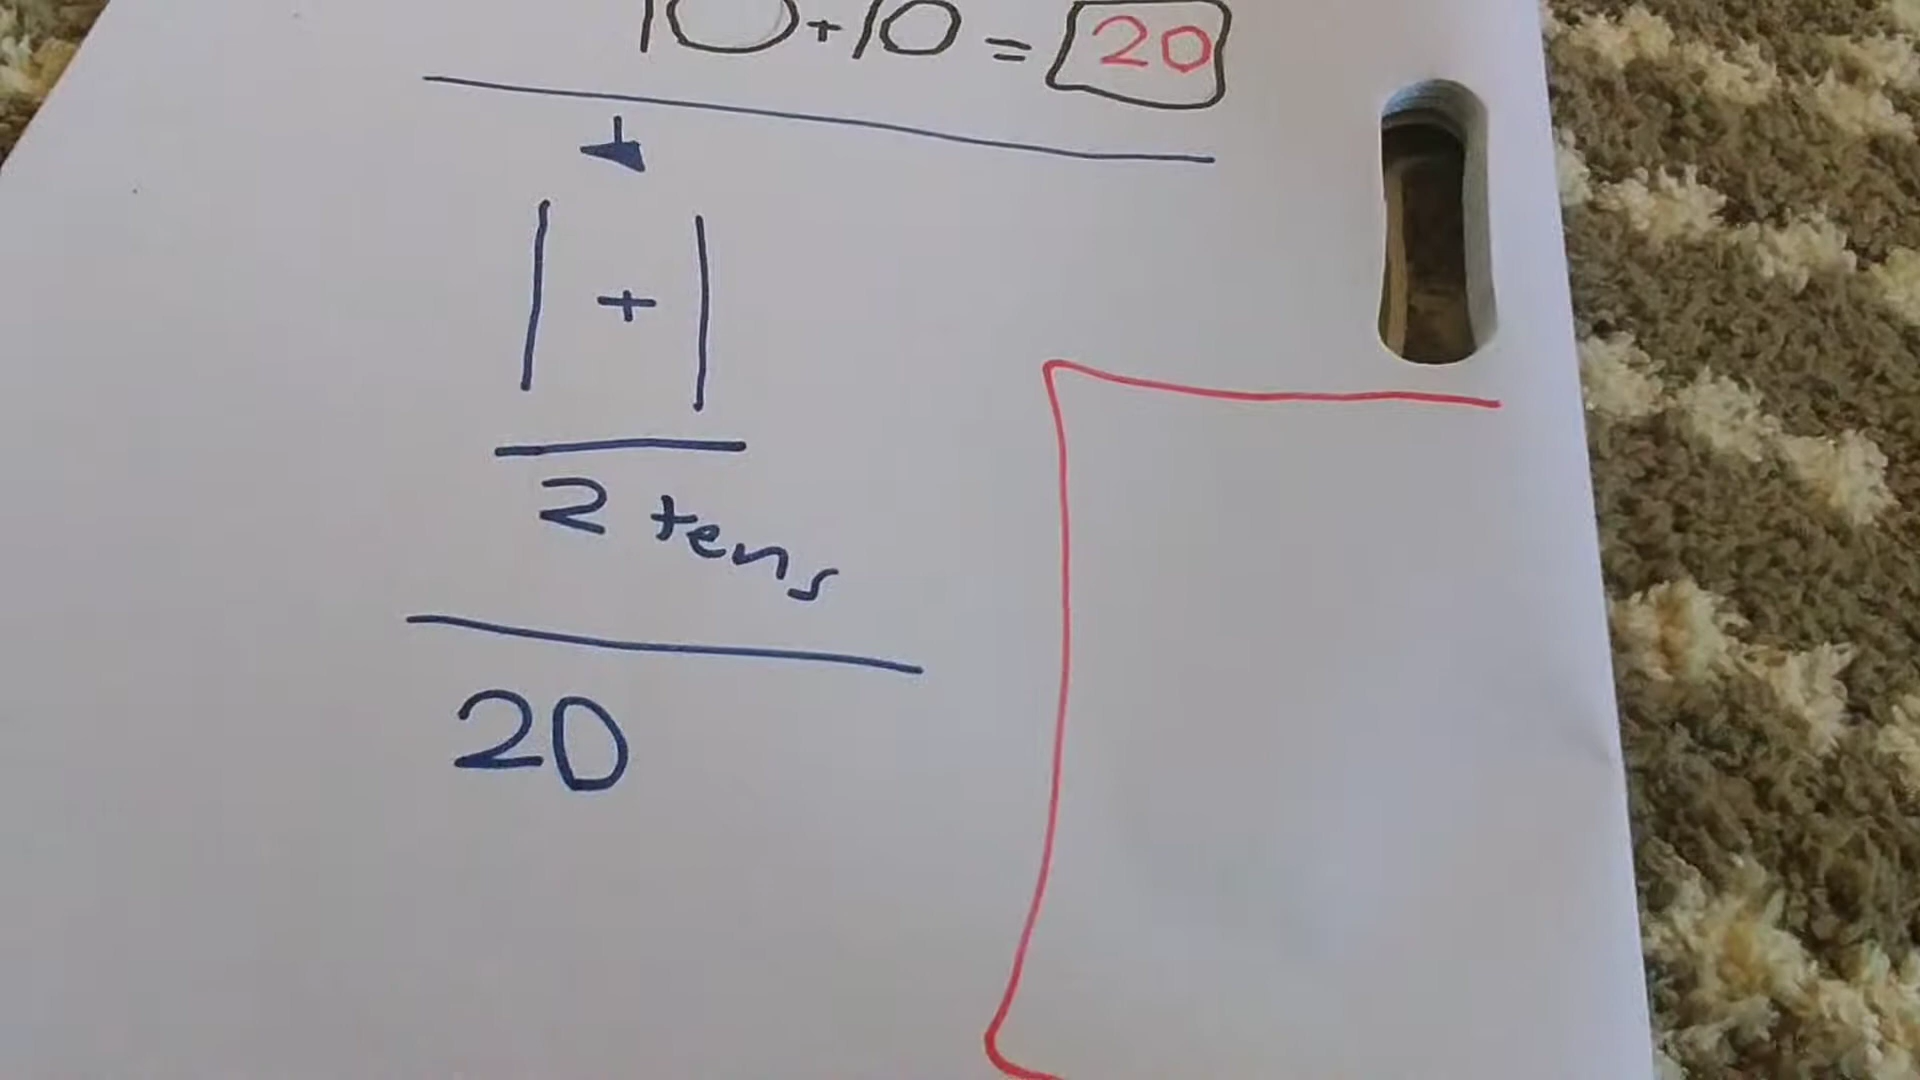 10+10 = 20
| + |
2 tens
20